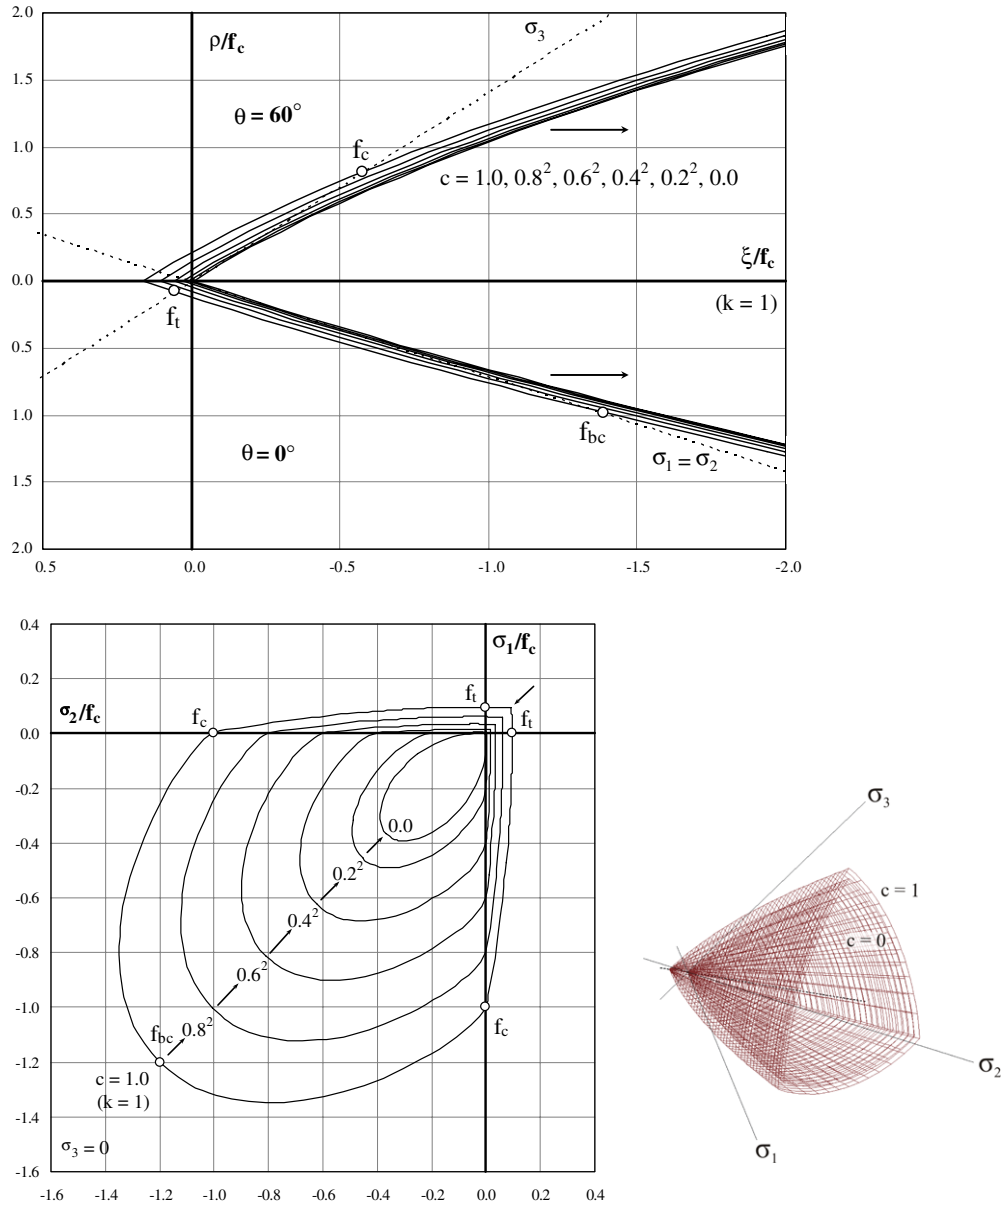 2.0
ρ/fc
σ3
1.5
θ = 60°
1.0
fc
c = 1.0, 0.8², 0.6², 0.4², 0.2², 0.0
0.5
ξ/fc
0.0
(k = 1)
ft
0.5
1.0
fbc
θ = 0°
σ1 = σ2
1.5
2.0
0.5 0.0 -0.5 -1.0 -1.5 -2.0
0.4
σ1/fc
0.2
σ2/fc
fc
ft
ft
0.0
-0.2
0.0
-0.4
0.2²
-0.6
0.4²
-0.8
0.6²
-1.0
fc
fbc
0.8²
-1.2
c = 1.0
(k = 1)
-1.4
σ3 = 0
-1.6
-1.6 -1.4 -1.2 -1.0 -0.8 -0.6 -0.4 -0.2 0.0 0.2 0.4
σ3
c = 1
c = 0
σ2
σ1